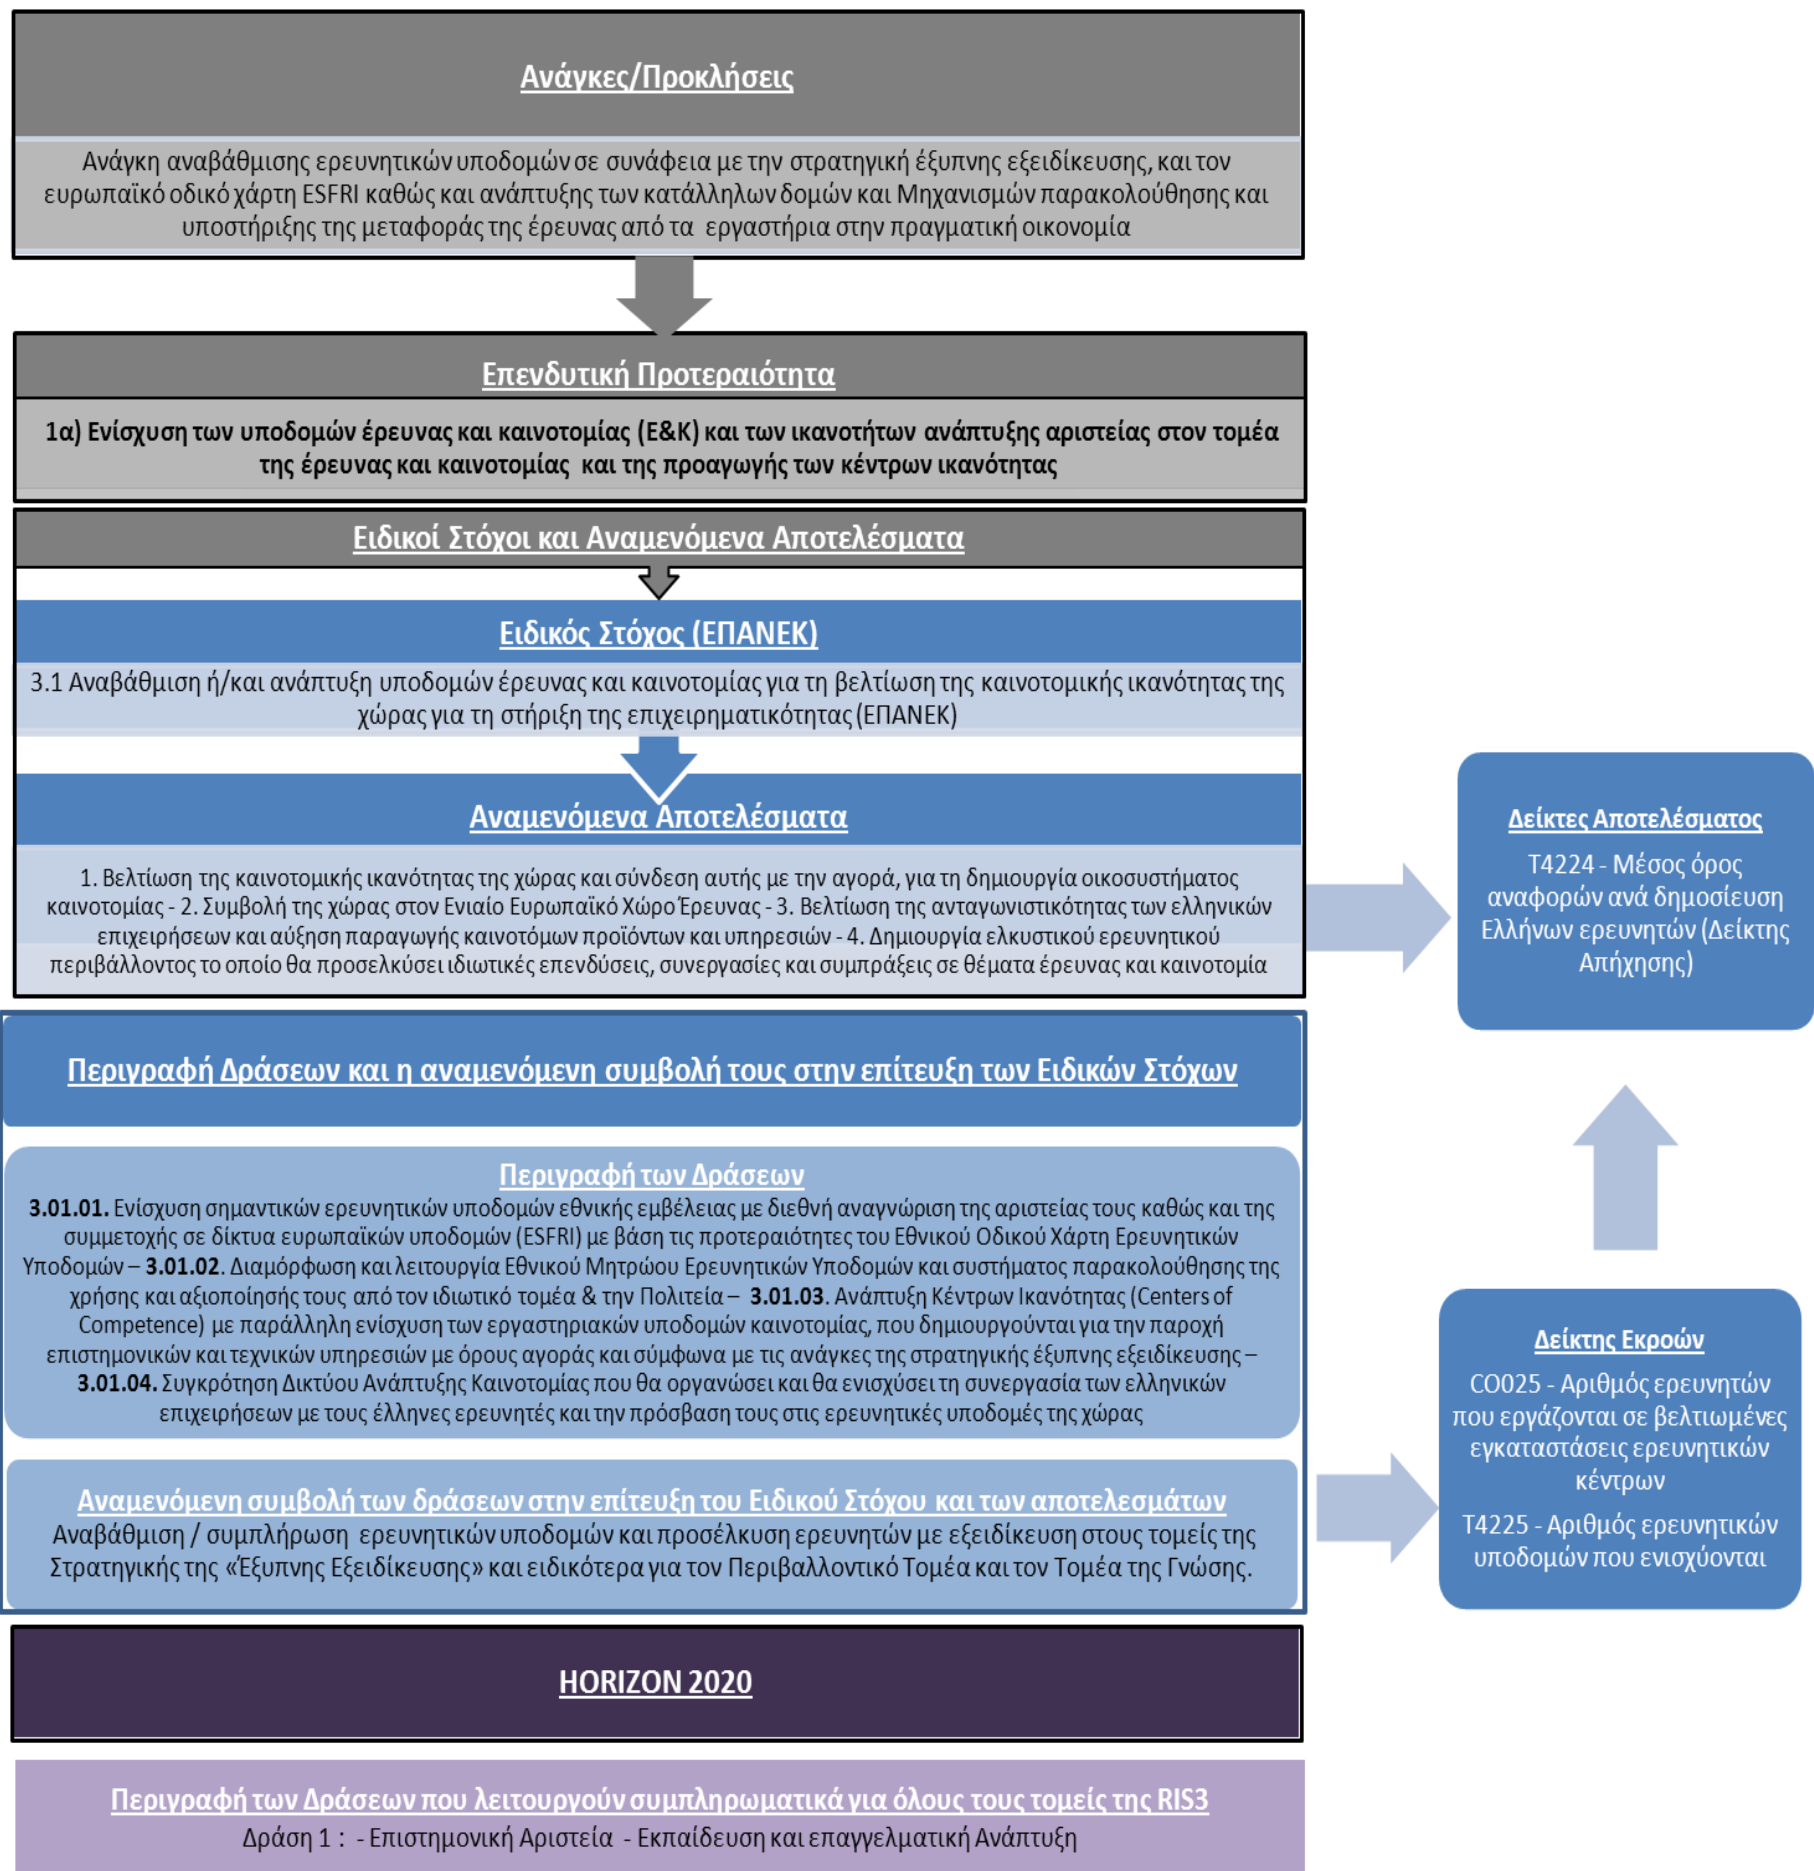 Ανάγκες/Προκλήσεις
Ανάγκη αναβάθμισης ερευνητικών υποδομών σε συνάφεια με την στρατηγική έξυπνης εξειδίκευσης, και τον
ευρωπαϊκό οδικό χάρτη ESFRI καθώς και ανάπτυξης των κατάλληλων δομών και Μηχανισμών παρακολούθησης και
υποστήριξης της μεταφοράς της έρευνας από τα εργαστήρια στην πραγματική οικονομία
Επενδυτική Προτεραιότητα
1α) Ενίσχυση των υποδομών έρευνας και καινοτομίας (Ε&Κ) και των ικανοτήτων ανάπτυξης αριστείας στον τομέα
της έρευνας και καινοτομίας και της προαγωγής των κέντρων ικανότητας
Ειδικοί Στόχοι και Αναμενόμενα Αποτελέσματα
Ειδικός Στόχος (ΕΠΑΝΕΚ)
3.1 Αναβάθμιση ή/και ανάπτυξη υποδομών έρευνας και καινοτομίας για τη βελτίωση της καινοτομικής ικανότητας της
χώρας για τη στήριξη της επιχειρηματικότητας (ΕΠΑΝΕΚ)
Αναμενόμενα Αποτελέσματα
1. Βελτίωση της καινοτομικής ικανότητας της χώρας και σύνδεση αυτής με την αγορά, για τη δημιουργία οικοσυστήματος
καινοτομίας - 2. Συμβολή της χώρας στον Ενιαίο Ευρωπαϊκό Χώρο Έρευνας - 3. Βελτίωση της ανταγωνιστικότητας των ελληνικών
επιχειρήσεων και αύξηση παραγωγής καινοτόμων προϊόντων και υπηρεσιών - 4. Δημιουργία ελκυστικού ερευνητικού
περιβάλλοντος το οποίο θα προσελκύσει ιδιωτικές επενδύσεις, συνεργασίες και συμπράξεις σε θέματα έρευνας και καινοτομία
Δείκτες Αποτελέσματος
T4224 - Μέσος όρος
αναφορών ανά δημοσίευση
Ελλήνων ερευνητών (Δείκτης
Απήχησης)
Περιγραφή Δράσεων και η αναμενόμενη συμβολή τους στην επίτευξη των Ειδικών Στόχων
Περιγραφή των Δράσεων
3.01.01. Ενίσχυση σημαντικών ερευνητικών υποδομών εθνικής εμβέλειας με διεθνή αναγνώριση της αριστείας τους καθώς και της
συμμετοχής σε δίκτυα ευρωπαϊκών υποδομών (ESFRI) με βάση τις προτεραιότητες του Εθνικού Οδικού Χάρτη Ερευνητικών
Υποδομών – 3.01.02. Διαμόρφωση και λειτουργία Εθνικού Μητρώου Ερευνητικών Υποδομών και συστήματος παρακολούθησης της
χρήσης και αξιοποίησής τους από τον ιδιωτικό τομέα & την Πολιτεία – 3.01.03. Ανάπτυξη Κέντρων Ικανότητας (Centers of
Competence) με παράλληλη ενίσχυση των εργαστηριακών υποδομών καινοτομίας, που δημιουργούνται για την παροχή
επιστημονικών και τεχνικών υπηρεσιών με όρους αγοράς και σύμφωνα με τις ανάγκες της στρατηγικής έξυπνης εξειδίκευσης –
3.01.04. Συγκρότηση Δικτύου Ανάπτυξης Καινοτομίας που θα οργανώσει και θα ενισχύσει τη συνεργασία των ελληνικών
επιχειρήσεων με τους έλληνες ερευνητές και την πρόσβαση τους στις ερευνητικές υποδομές της χώρας
Αναμενόμενη συμβολή των δράσεων στην επίτευξη του Ειδικού Στόχου και των αποτελεσμάτων
Αναβάθμιση / συμπλήρωση ερευνητικών υποδομών και προσέλκυση ερευνητών με εξειδίκευση στους τομείς της
Στρατηγικής της «Έξυπνης Εξειδίκευσης» και ειδικότερα για τον Περιβαλλοντικό Τομέα και τον Τομέα της Γνώσης.
Δείκτης Εκροών
CO025 - Αριθμός ερευνητών
που εργάζονται σε βελτιωμένες
εγκαταστάσεις ερευνητικών
κέντρων
T4225 - Αριθμός ερευνητικών
υποδομών που ενισχύονται
HORIZON 2020
Περιγραφή των Δράσεων που λειτουργούν συμπληρωματικά για όλους τους τομείς της RIS3
Δράση 1 : - Επιστημονική Αριστεία - Εκπαίδευση και επαγγελματική Ανάπτυξη